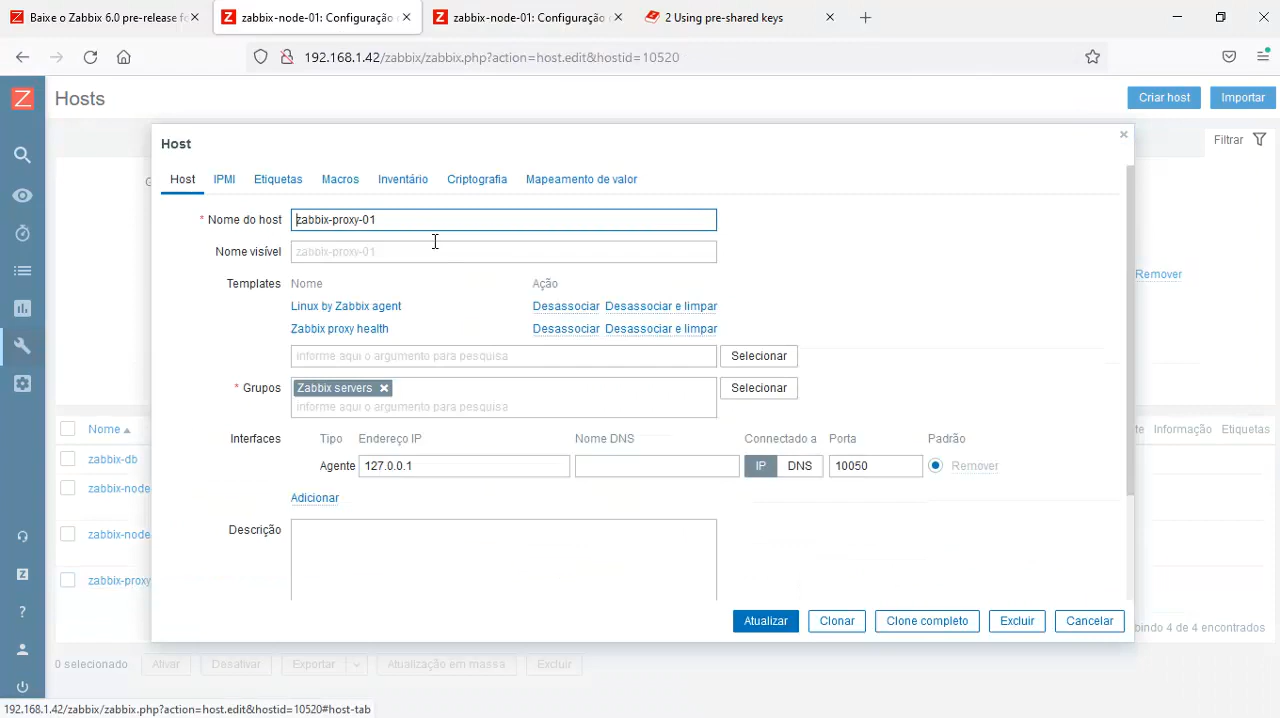 Baixe o Zabbix 6.0 pre-release f
zabbix-node-01: Configuração
zabbix-node-01: Configuração
2 Using pre-shared keys
192.168.1.42/zabbix/zabbix.php?action=host.edit&hostid=10520
Hosts
Criar host
Importar
Filtrar
Host
Host
IPMI
Etiquetas
Macros
Inventário
Criptografia
Mapeamento de valor
* Nome do host
zabbix-proxy-01
Nome visível
zabbix-proxy-01
Templates
Nome
Ação
Remover
Linux by Zabbix agent
Desassociar
Desassociar e limpar
Zabbix proxy health
Desassociar
Desassociar e limpar
informe aqui o argumento para pesquisa
Selecionar
* Grupos
Zabbix servers
Selecionar
informe aqui o argumento para pesquisa
Nome
te
Informação
Etiquetas
Interfaces
Tipo
Endereço IP
Nome DNS
Conectado a
Porta
Padrão
zabbix-db
Agente
127.0.0.1
IP
DNS
10050
Remover
zabbix-node
Adicionar
Descrição
zabbix-node
zabbix-proxy
Atualizar
Clonar
Clone completo
Excluir
Cancelar
bindo 4 de 4 encontrados
0 selecionado
Ativar
Desativar
Exportar
Atualização em massa
Excluir
192.168.1.42/zabbix/zabbix.php?action=host.edit&hostid=10520#host-tab